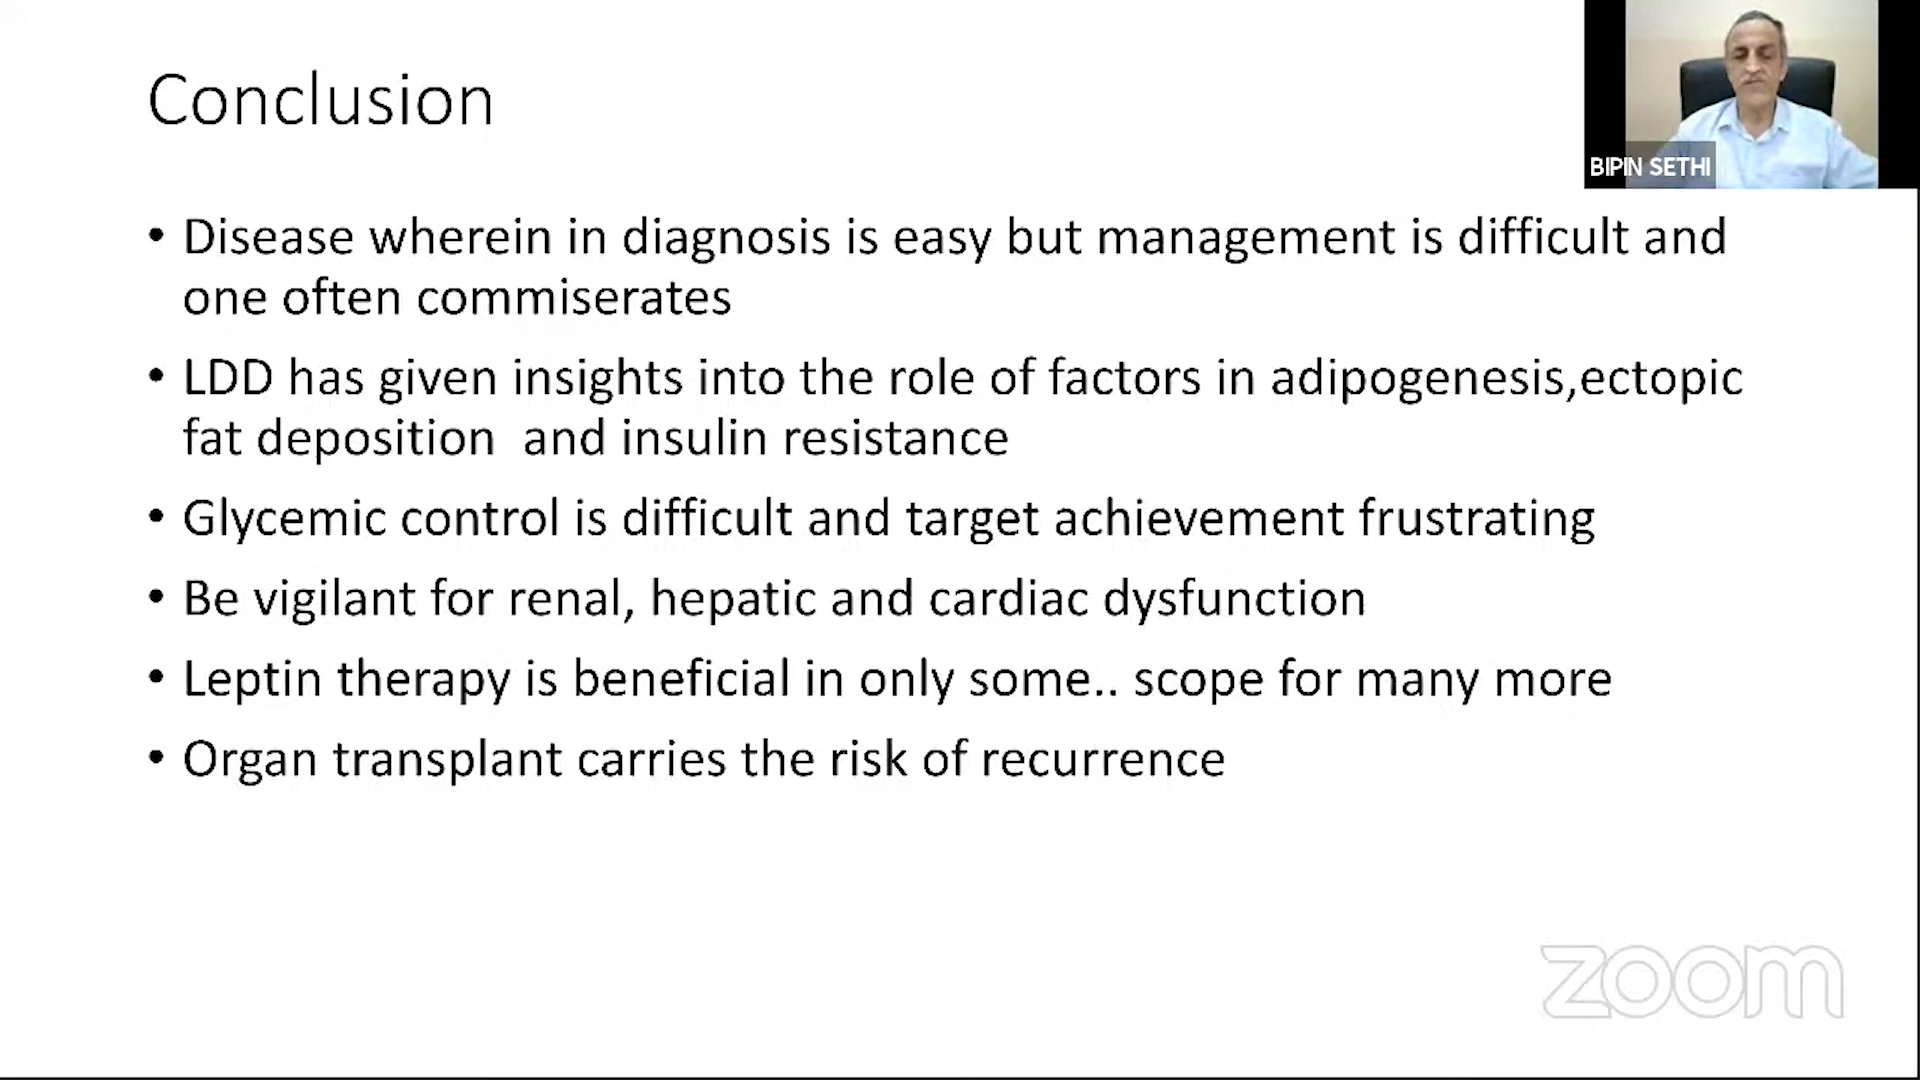 Conclusion
BIPIN SETHI
• Disease wherein in diagnosis is easy but management is difficult and
one often commiserates
• LDD has given insights into the role of factors in adipogenesis,ectopic
fat deposition  and insulin resistance
• Glycemic control is difficult and target achievement frustrating
• Be vigilant for renal, hepatic and cardiac dysfunction
• Leptin therapy is beneficial in only some.. scope for many more
• Organ transplant carries the risk of recurrence
zoom